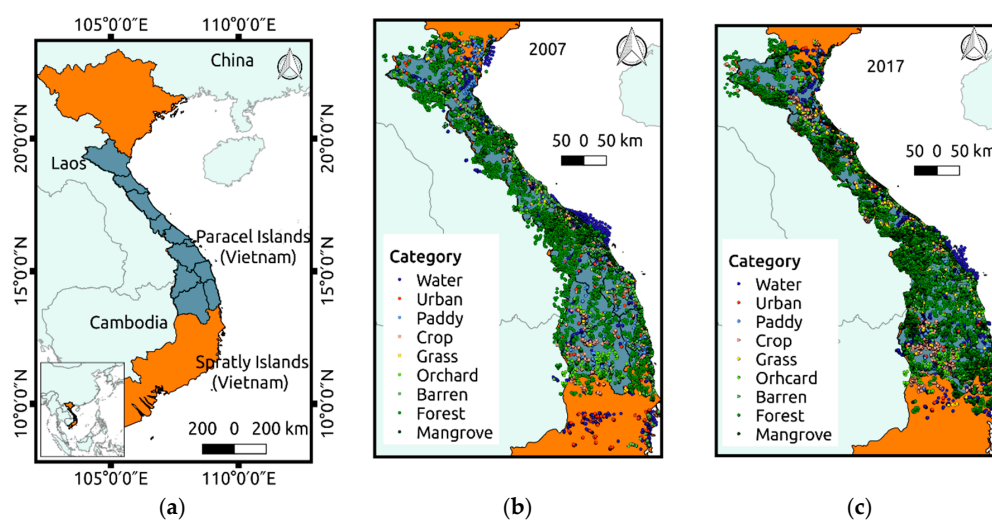 105°0′0″E 110°0′0″E
China
20°0′0″N
Laos
Paracel Islands
(Vietnam)
15°0′0″N
15°0′0″N
Cambodia
Spratly Islands
(Vietnam)
10°0′0″N
10°0′0″N
200 0 200 km
105°0′0″E 110°0′0″E
(a)
2007
20°0′0″N
50 0 50 km
Category
Water
Urban
Paddy
Crop
Grass
Orchard
Barren
Forest
Mangrove
(b)
2017
50 0 50 km
Category
Water
Urban
Paddy
Crop
Grass
Orhcard
Barren
Forest
Mangrove
(c)